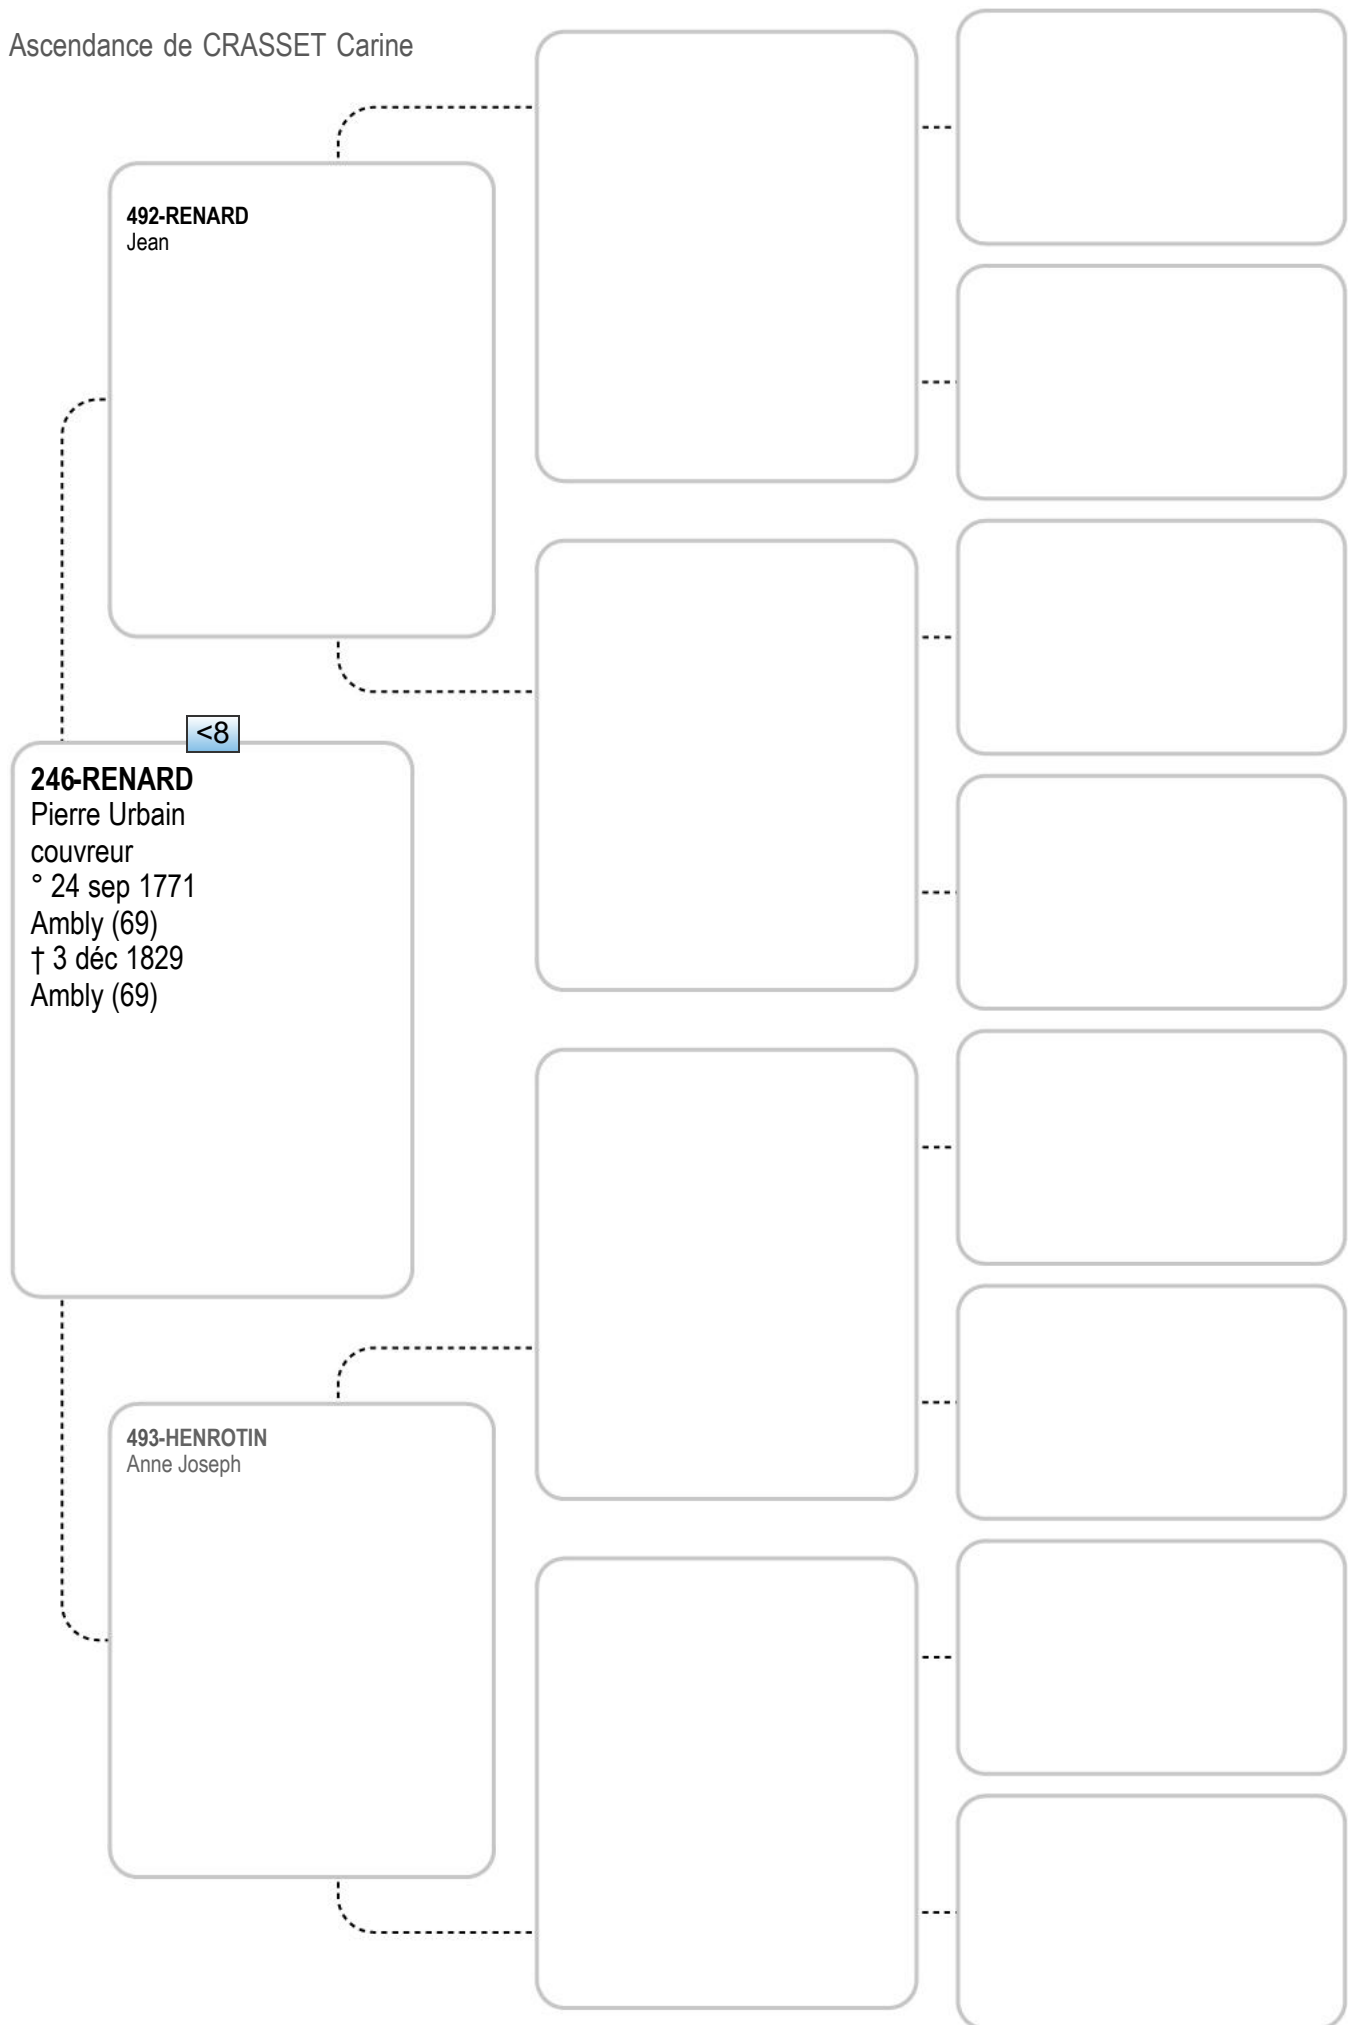 Ascendance de CRASSET Carine
492-RENARD
Jean
<8
246-RENARD
Pierre Urbain
couvreur
° 24 sep 1771
Ambly (69)
† 3 déc 1829
Ambly (69)
493-HENROTIN
Anne Joseph